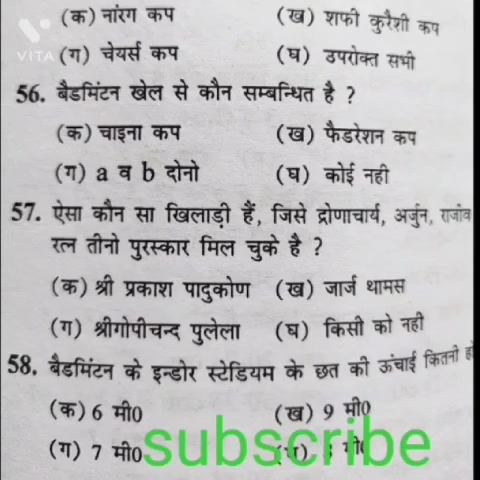 (क) नारंग कप (ख) शफी कुरैशी कप
VITA (ग) चेयर्स कप (घ) उपरोक्त सभी
56. बैडमिंटन खेल से कौन सम्बन्धित है ?
(क) चाइना कप (ख) फैडरेशन कप
(ग) a व b दोनो (घ) कोई नही
57. ऐसा कौन सा खिलाड़ी हैं, जिसे द्रोणाचार्य, अर्जुन, राजीव
रत्न तीनो पुरस्कार मिल चुके है ?
(क) श्री प्रकाश पादुकोण (ख) जार्ज थामस
(ग) श्रीगोपीचन्द पुलेला (घ) किसी को नही
58. बैडमिंटन के इन्डोर स्टेडियम के छत की ऊंचाई कितनी
(क) 6 मी0 (ख) 9 मी0
(ग) 7 मी0
subscribe